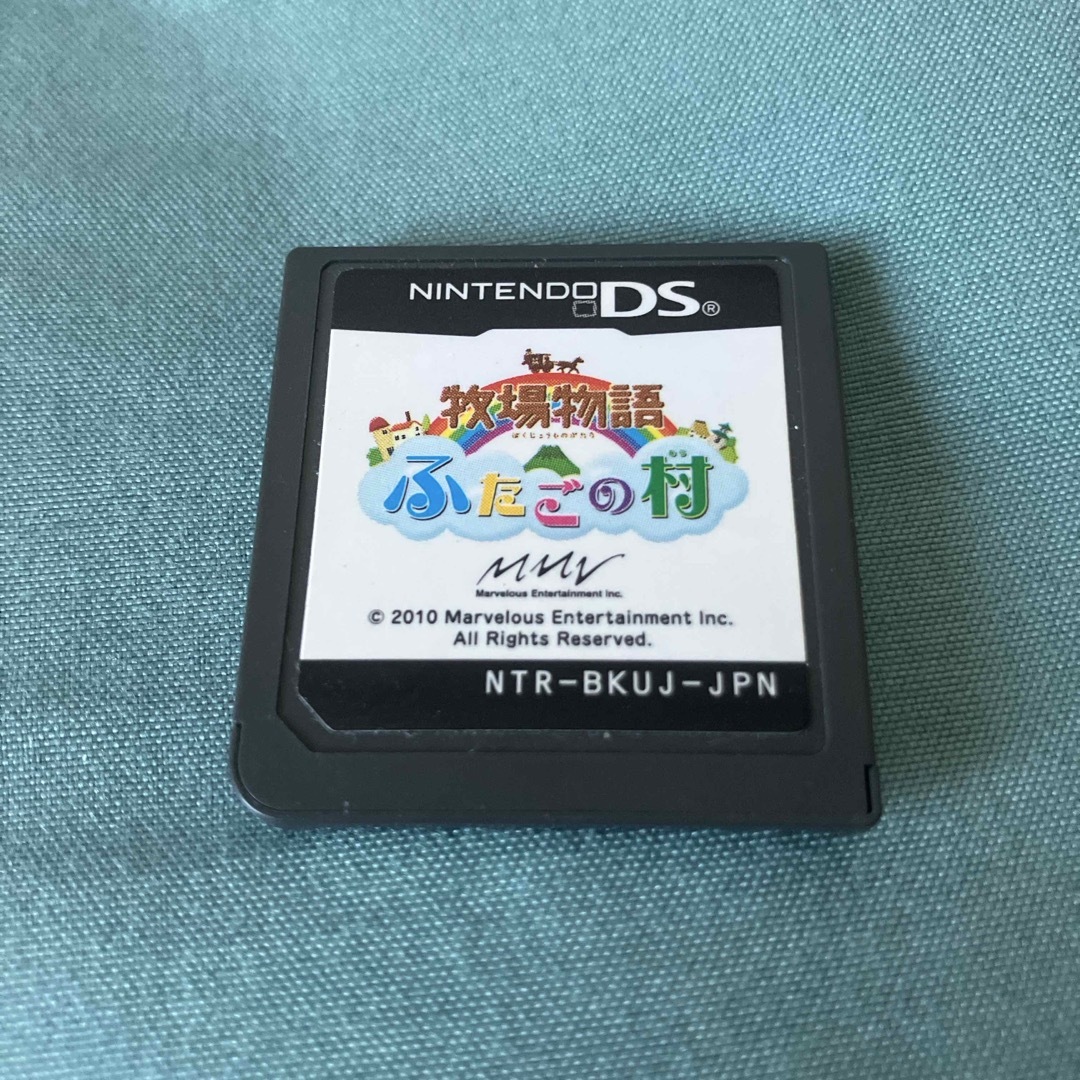 NINTENDO DS®
牧場物語
ぼくじょうものがたり
ふたごの村
MMV
Marvelous Entertainment Inc.
© 2010 Marvelous Entertainment Inc.
All Rights Reserved.
NTR-BKUJ-JPN